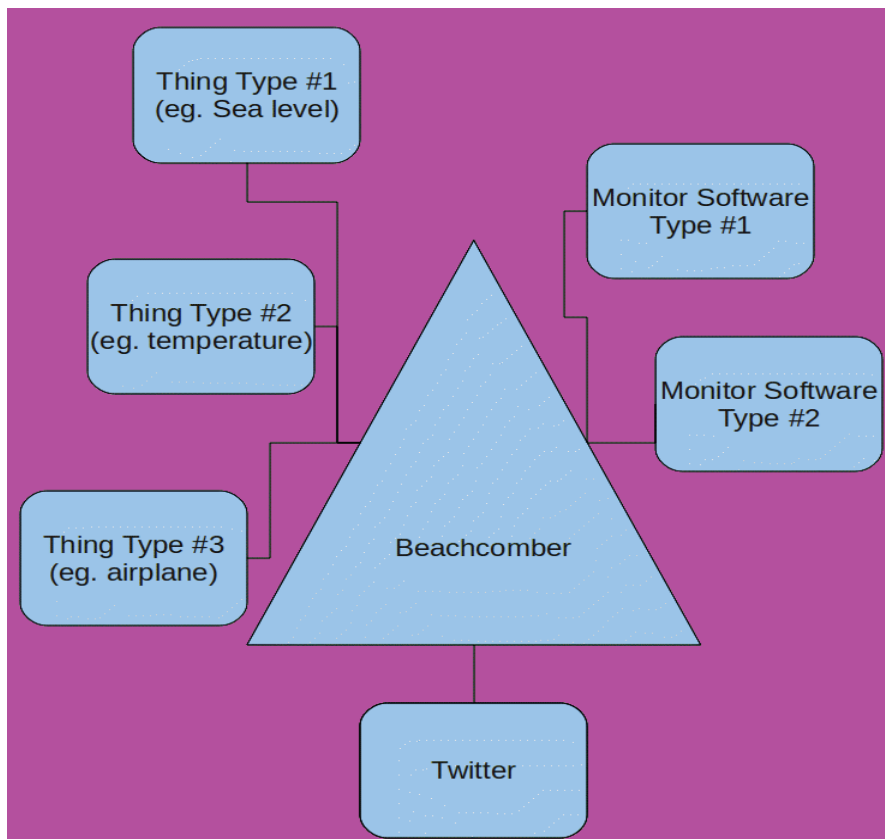 Thing Type #1
(eg. Sea level)
Monitor Software
Type #1
Thing Type #2
(eg. temperature)
Monitor Software
Type #2
Thing Type #3
(eg. airplane)
Beachcomber
Twitter